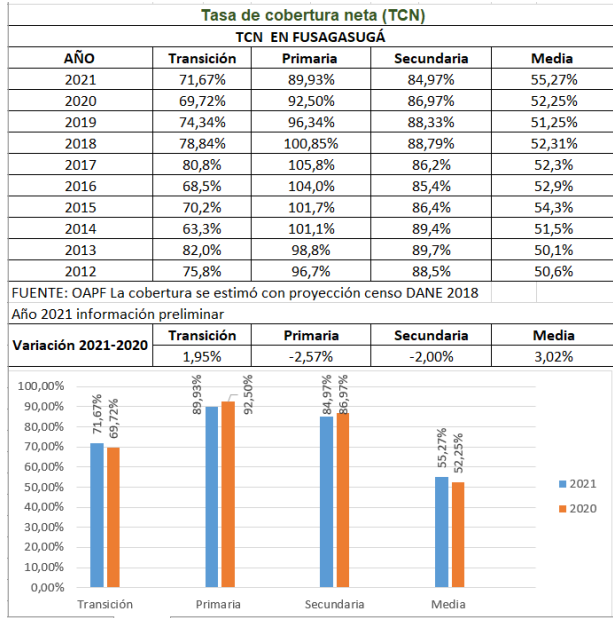 Tasa de cobertura neta (TCN)
TCN EN FUSAGASUGÁ
AÑO Transición Primaria Secundaria Media
2021 71,67% 89,93% 84,97% 55,27%
2020 69,72% 92,50% 86,97% 52,25%
2019 74,34% 96,34% 88,33% 51,25%
2018 78,84% 100,85% 88,79% 52,31%
2017 80,8% 105,8% 86,2% 52,3%
2016 68,5% 104,0% 85,4% 52,9%
2015 70,2% 101,7% 86,4% 54,3%
2014 63,3% 101,1% 89,4% 51,5%
2013 82,0% 98,8% 89,7% 50,1%
2012 75,8% 96,7% 88,5% 50,6%
FUENTE: OAPF La cobertura se estimó con proyección censo DANE 2018
Año 2021 información preliminar
Variación 2021-2020 Transición Primaria Secundaria Media
1,95% -2,57% -2,00% 3,02%
100,00%
90,00%
80,00%
70,00%
60,00%
50,00%
40,00%
30,00%
20,00%
10,00%
0,00%
71,67%
69,72%
89,93%
92,50%
84,97%
86,97%
55,27%
52,25%
Transición Primaria Secundaria Media
2021
2020